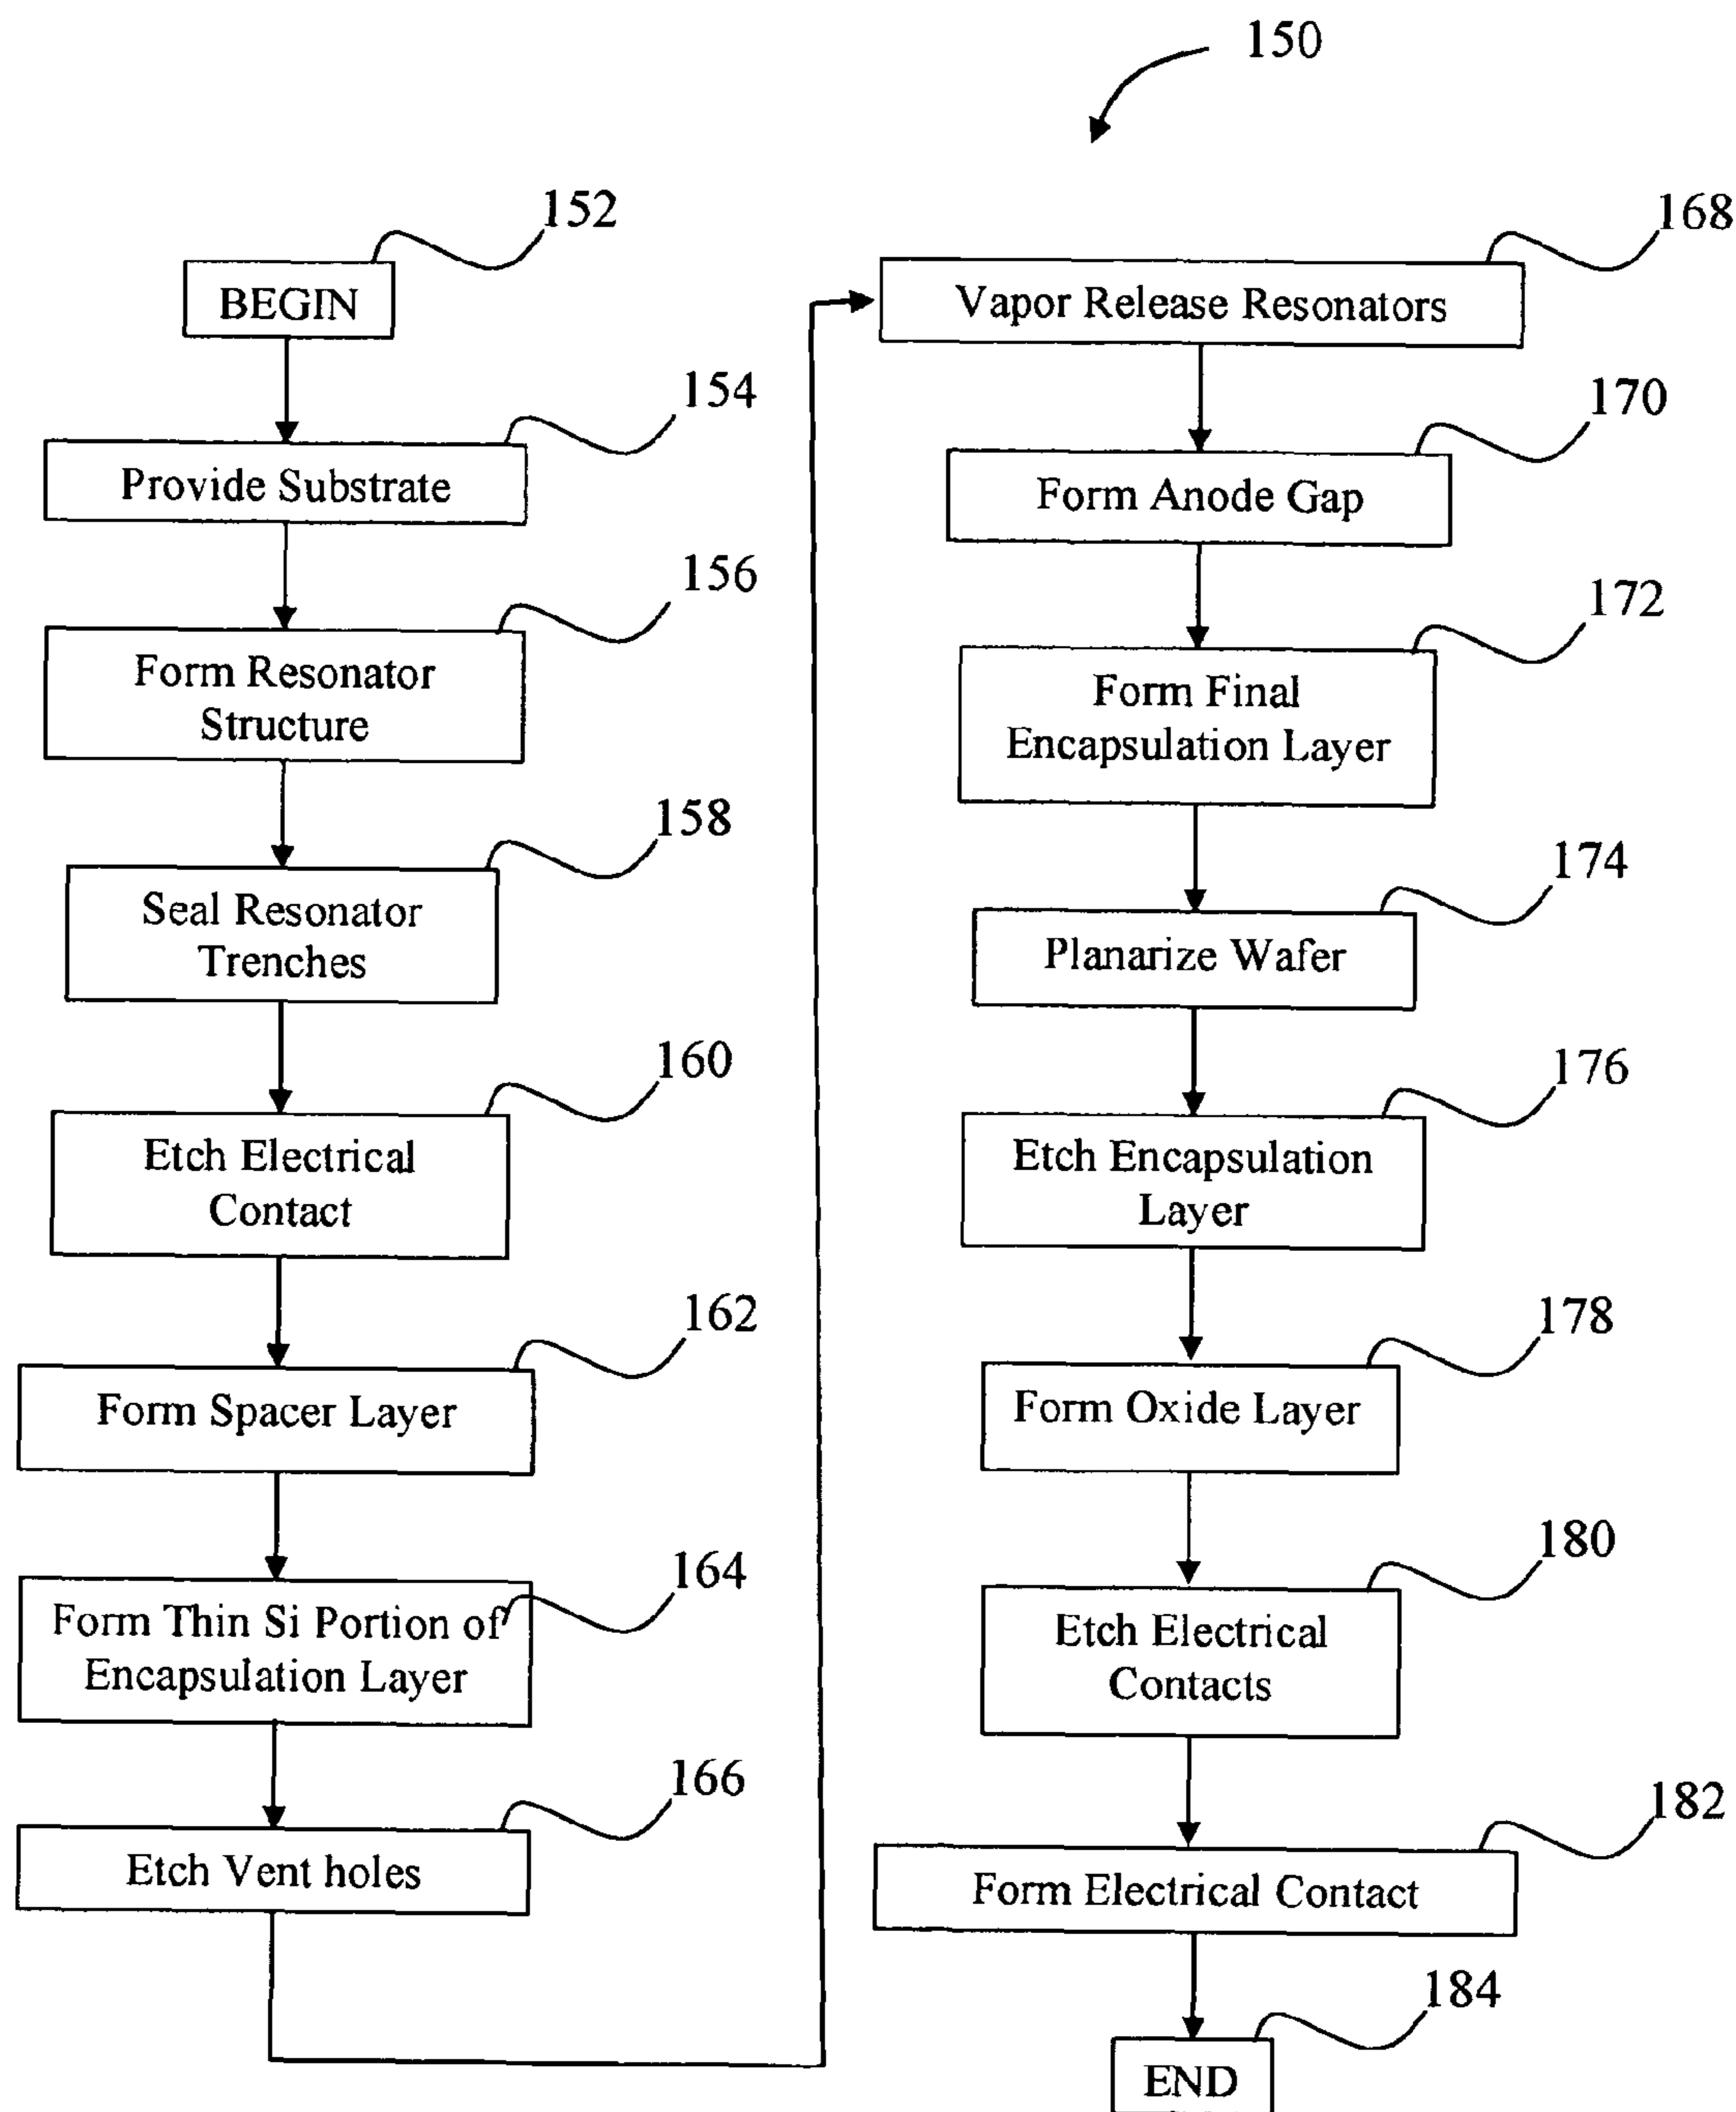 150
152
BEGIN
154
Provide Substrate
156
Form Resonator
Structure
158
Seal Resonator
Trenches
160
Etch Electrical
Contact
162
Form Spacer Layer
164
Form Thin Si Portion of
Encapsulation Layer
166
Etch Vent holes
168
Vapor Release Resonators
170
Form Anode Gap
172
Form Final
Encapsulation Layer
174
Planarize Wafer
176
Etch Encapsulation
Layer
178
Form Oxide Layer
180
Etch Electrical
Contacts
182
Form Electrical Contact
184
END